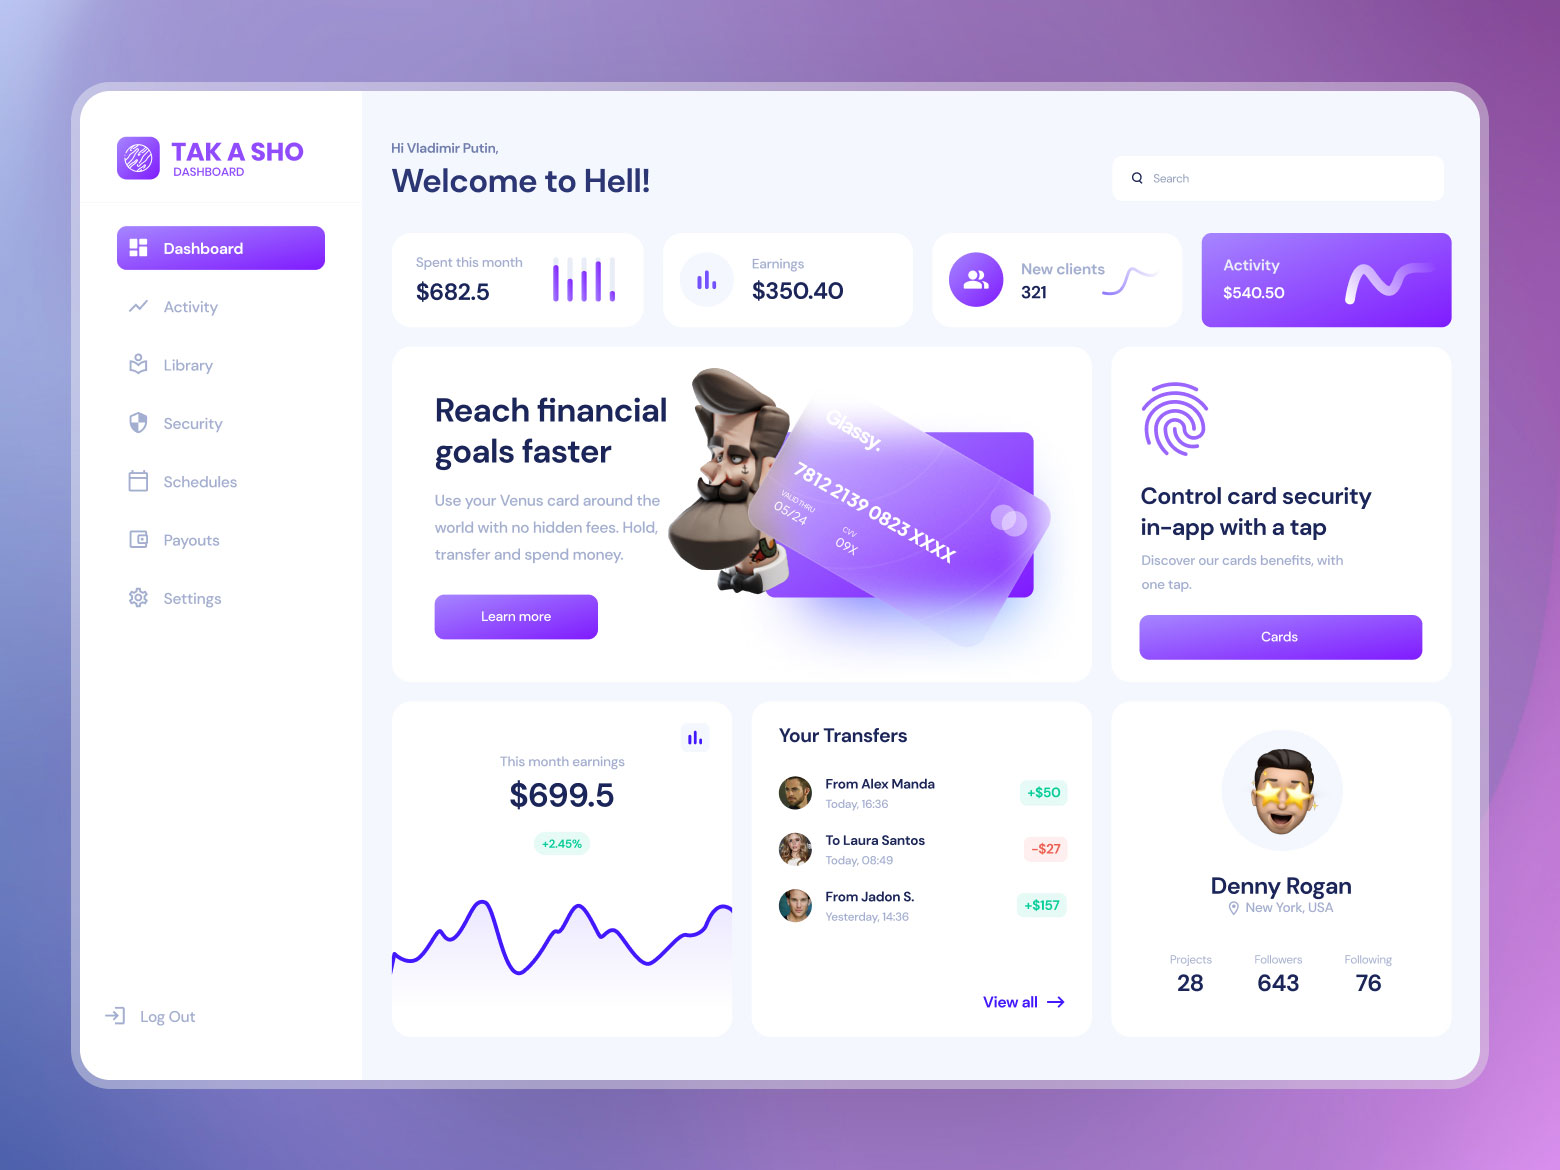 TAK A SHO
DASHBOARD
Dashboard
Activity
Library
Security
Schedules
Payouts
Settings
Log Out
Hi Vladimir Putin,
Welcome to Hell!
Search
Spent this month
$682.5
Earnings
$350.40
New clients
321
Activity
$540.50
Reach financial
goals faster
Use your Venus card around the
world with no hidden fees. Hold,
transfer and spend money.
Learn more
Glassy.
7812 2139 0823 XXXX
VALID THRU
05/24
CVV
09X
Control card security
in-app with a tap
Discover our cards benefits, with
one tap.
Cards
This month earnings
$699.5
+2.45%
Your Transfers
From Alex Manda
Today, 16:36
+$50
To Laura Santos
Today, 08:49
-$27
From Jadon S.
Yesterday, 14:36
+$157
View all
Denny Rogan
New York, USA
Projects
28
Followers
643
Following
76